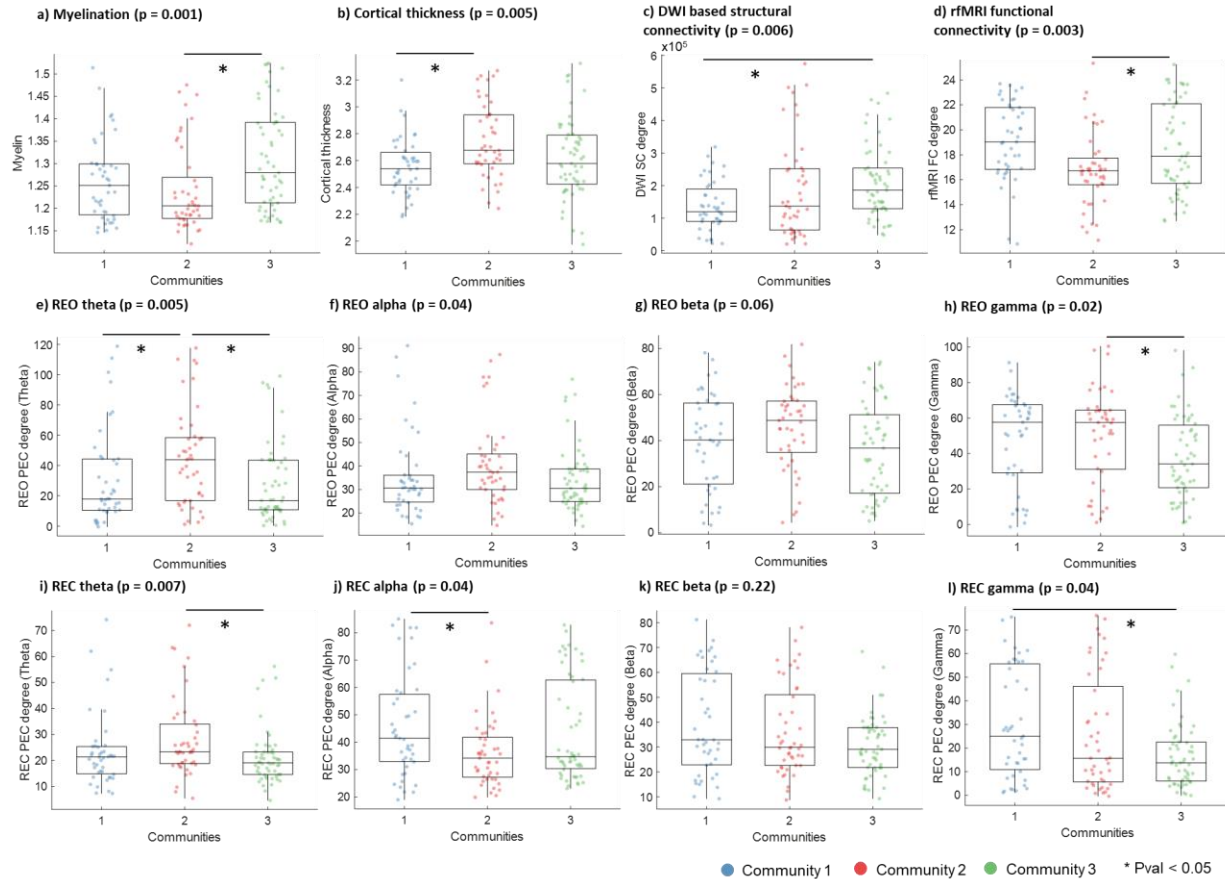 a) Myelination (p = 0.001)
Myelin
1.5
1.45
1.4
1.35
1.3
1.25
1.2
1.15
*
1 2 3
Communities
b) Cortical thickness (p = 0.005)
Cortical thickness
3.2
3
2.8
2.6
2.4
2.2
2
*
1 2 3
Communities
c) DWI based structural
connectivity (p = 0.006)
x10⁵
DWI SC degree
6
5
4
3
2
1
0
*
1 2 3
Communities
d) rfMRI functional
connectivity (p = 0.003)
rfMRI FC degree
24
22
20
18
16
14
12
*
1 2 3
Communities
e) REO theta (p = 0.005)
REO PEC degree (Theta)
120
100
80
60
40
20
0
* *
1 2 3
Communities
f) REO alpha (p = 0.04)
REO PEC degree (Alpha)
90
80
70
60
50
40
30
20
1 2 3
Communities
g) REO beta (p = 0.06)
REO PEC degree (Beta)
80
60
40
20
0
1 2 3
Communities
h) REO gamma (p = 0.02)
REO PEC degree (Gamma)
100
80
60
40
20
0
*
1 2 3
Communities
i) REC theta (p = 0.007)
REC PEC degree (Theta)
70
60
50
40
30
20
10
*
1 2 3
Communities
j) REC alpha (p = 0.04)
REC PEC degree (Alpha)
80
70
60
50
40
30
20
*
1 2 3
Communities
k) REC beta (p = 0.22)
REC PEC degree (Beta)
80
70
60
50
40
30
20
10
1 2 3
Communities
l) REC gamma (p = 0.04)
REC PEC degree (Gamma)
70
60
50
40
30
20
10
0
*
1 2 3
Communities
Community 1 Community 2 Community 3 * Pval < 0.05